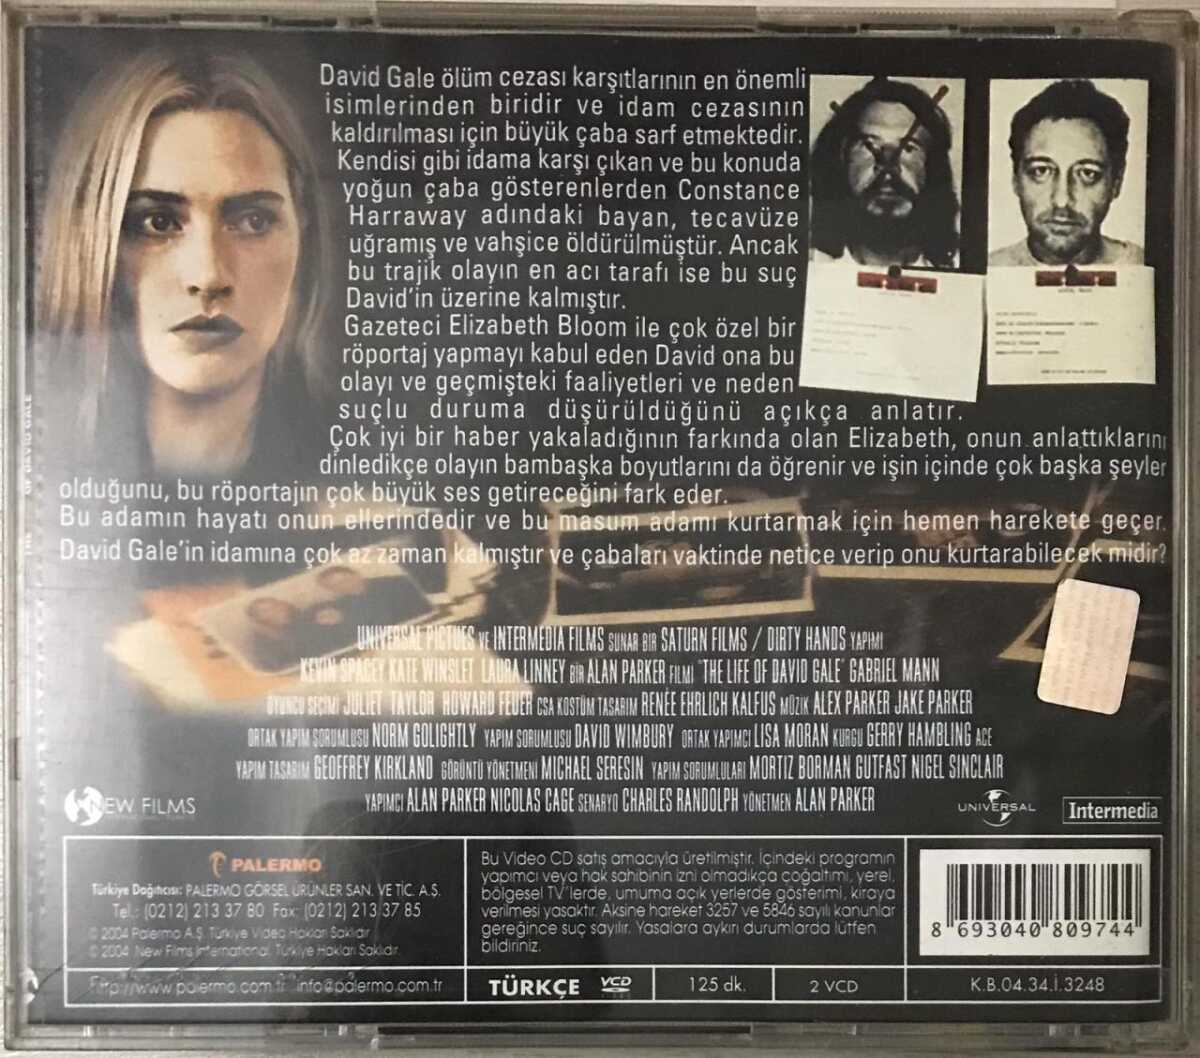 David Gale ölüm cezası karşıtlarının en önemli
isimlerinden biridir ve idam cezasının
kaldırılması için büyük çaba sarf etmektedir.
Kendisi gibi idama karşı çıkan ve bu konuda
yoğun çaba gösterenlerden Constance
Harraway adındaki bayan, tecavüze
uğramış ve vahşice öldürülmüştür. Ancak
bu trajik olayın en acı tarafı ise bu suç
David'in üzerine kalmıştır.
Gazeteci Elizabeth Bloom ile çok özel bir
röportaj yapmayı kabul eden David ona bu
olayı ve geçmişteki faaliyetleri ve neden
suçlu duruma düşürüldüğünü açıkça anlatır.
Çok iyi bir haber yakaladığının farkında olan Elizabeth, onun anlattıklarını
dinledikçe olayın bambaşka boyutlarını da öğrenir ve işin içinde çok başka şeyler
olduğunu, bu röportajın çok büyük ses getireceğini fark eder.
Bu adamın hayatı onun ellerindedir ve bu masum adamı kurtarmak için hemen harekete geçer.
David Gale'in idamına çok az zaman kalmıştır ve çabaları vaktinde netice verip onu kurtarabilecek midir?
UNIVERSAL PICTUES VE INTERMEDIA FILMS SUNAR BİR SATURN FILMS / DIRTY HANDS YAPIMI
KEVIN SPACEY KATE WINSLET LAURA LINNEY BİR ALAN PARKER FİLMİ "THE LIFE OF DAVID GALE" GABRIEL MANN
OYUNCU SEÇİMİ JULIET TAYLOR HOWARD FEUER CSA KOSTÜM TASARIM RENÉE EHRLICH KALFUS MÜZİK ALEX PARKER JAKE PARKER
ORTAK YAPIM SORUMLUSU NORM GOLIGHTLY YAPIM SORUMLUSU DAVID WIMBURY ORTAK YAPIMCI LISA MORAN KURGU GERRY HAMBLING ACE
YAPIM TASARIM GEOFFREY KIRKLAND GÖRÜNTÜ YÖNETMENİ MICHAEL SERESIN YAPIM SORUMLULARI MORTIZ BORMAN GUTFAST NIGEL SINCLAIR
YAPIMCI ALAN PARKER NICOLAS CAGE SENARYO CHARLES RANDOLPH YÖNETMEN ALAN PARKER
NEW FILMS
UNIVERSAL
Intermedia
PALERMO
Türkiye Dağıtıcısı: PALERMO GÖRSEL ÜRÜNLER SAN. VE TİC. A.Ş.
Tel.: (0212) 213 37 80 Fax: (0212) 213 37 85
© 2004 Palermo A.Ş. Türkiye Video Hakları Saklıdır
© 2004 New Films International. Türkiye Hakları Saklıdır.
Http://www.palermo.com.tr info@palermo.com.tr
Bu Video CD satış amacıyla üretilmiştir. İçindeki programın
yapımcı veya hak sahibinin izni olmadıkça çoğaltımı, yerel,
bölgesel TV'lerde, umuma açık yerlerde gösterimi, kiraya
verilmesi yasaktır. Aksine hareket 3257 ve 5846 sayılı kanunlar
gereğince suç sayılır. Yasalara aykırı durumlarda lütfen
bildiriniz.
TÜRKÇE
VCD
125 dk.
2 VCD
8 693040 809744
K.B.04.34.İ.3248
OF DAVID GALE